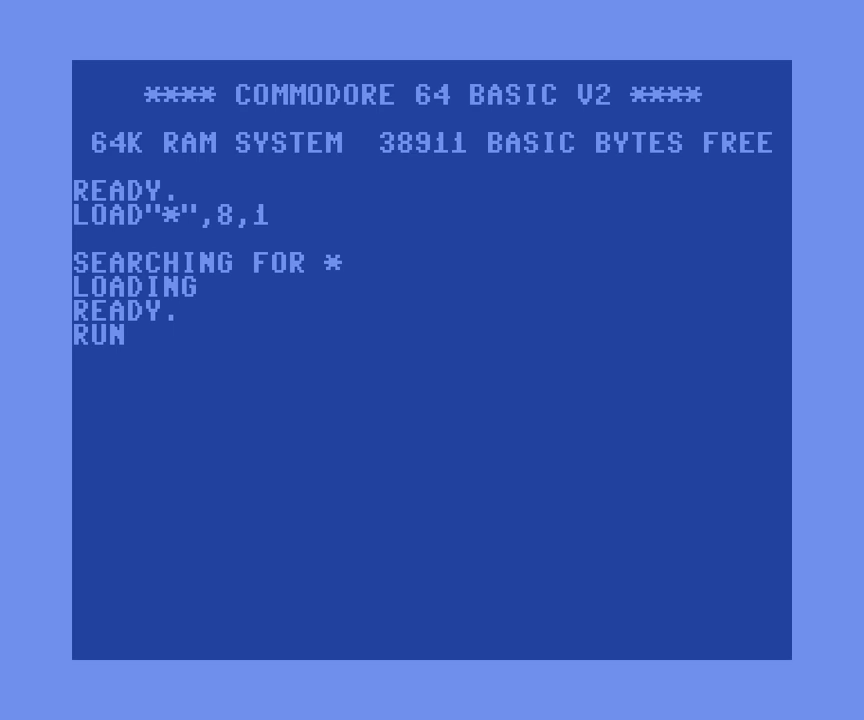 **** COMMODORE 64 BASIC V2 ****
64K RAM SYSTEM  38911 BASIC BYTES FREE
READY.
LOAD"*",8,1
SEARCHING FOR *
LOADING
READY.
RUN